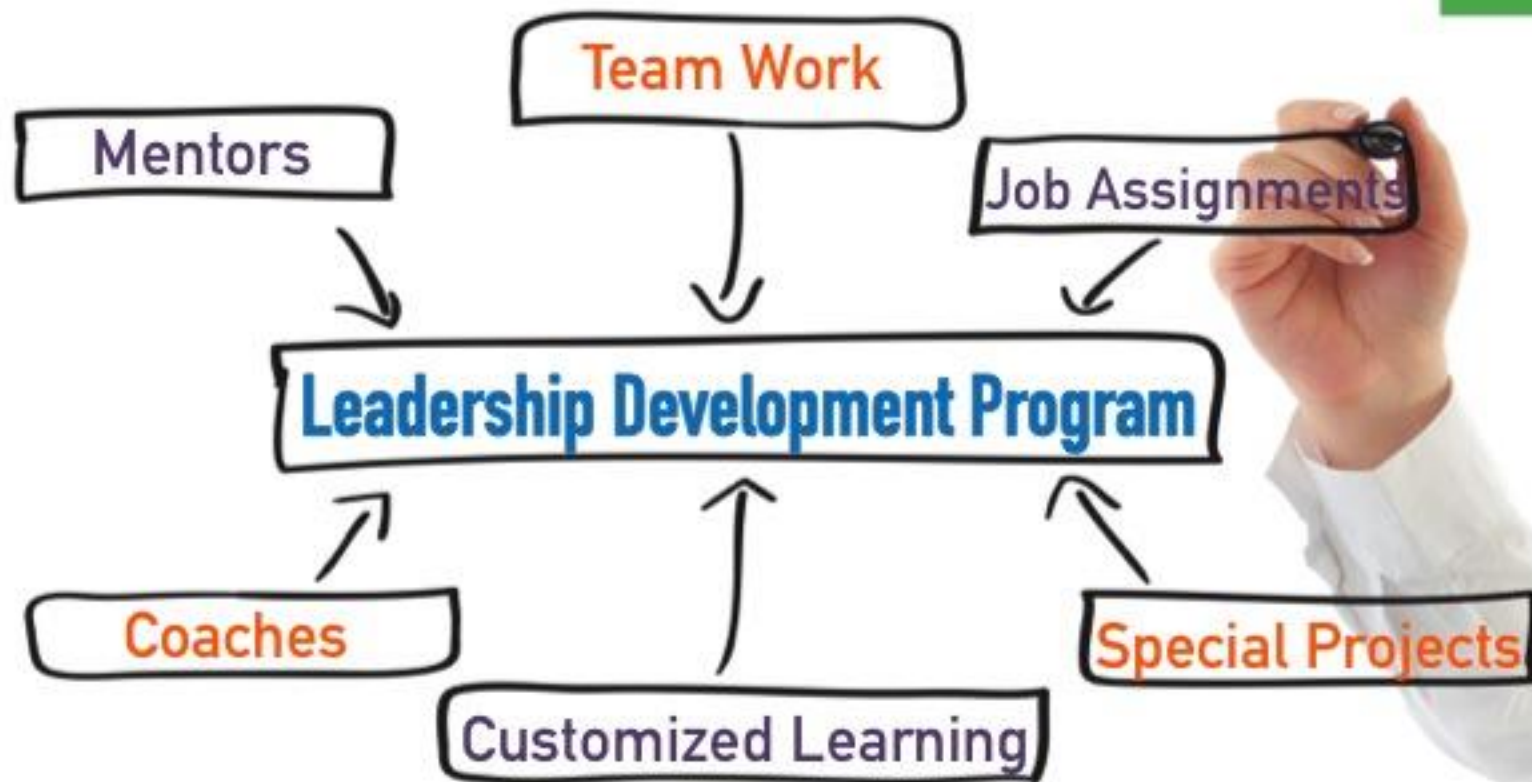 Team Work
Mentors
Job Assignments
Leadership Development Program
Coaches
Special Projects
Customized Learning